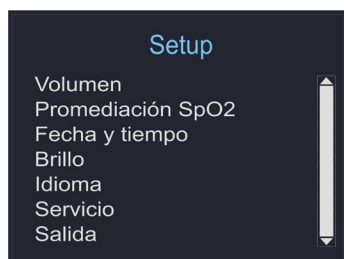 Setup
Volumen
Promediación SpO2
Fecha y tiempo
Brillo
Idioma
Servicio
Salida